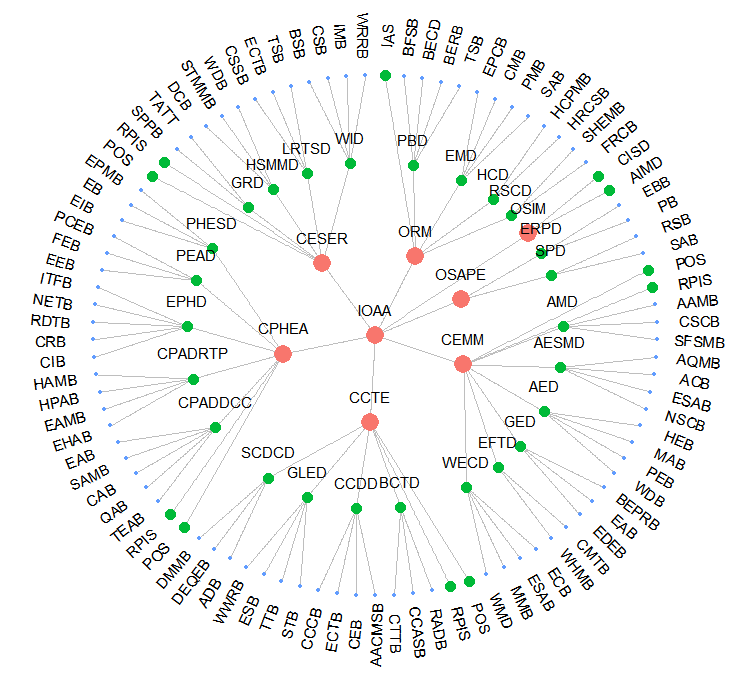 IAS
BFSB
BECD
BERB
TSB
EPCB
CMB
PMB
SAB
HCPMB
HRCSB
SHEMB
FRCB
CISD
AIMD
EBB
PB
RSB
SAB
POS
RPIS
AAMB
CSCB
SFSMB
AQMB
ACB
ESAB
NSCB
HEB
MAB
PEB
WDB
BEPRB
EAB
EDEB
CMTB
WHMB
ECB
ESAB
MMB
WMD
POS
RPIS
RADB
CCASB
CTTB
AACMSB
CEB
ECTB
CCCB
STB
TTB
ESB
WWRB
ADB
DEQEB
DMMB
POS
RPIS
TEAB
QAB
CAB
SAMB
EAB
EHAB
EAMB
HPAB
HAMB
CIB
CRB
RDTB
NETB
ITFB
EEB
FEB
PCEB
EIB
EB
EPMB
POS
RPIS
SPPB
TATT
DCB
STMMB
WDB
CSSB
ECTB
TSB
BSB
CSB
IMB
WRRB
WID
LRTSD
HSMMD
GRD
PBD
EMD
HCD
RSCD
OSIM
ERPD
SPD
CESER
ORM
OSAPE
IOAA
CPHEA
CEMM
CCTE
PHESD
PEAD
EPHD
CPADRTP
CPADDCC
AMD
AESMD
AED
GED
EFTD
WECD
SCDCD
GLED
CCDD
BCTD